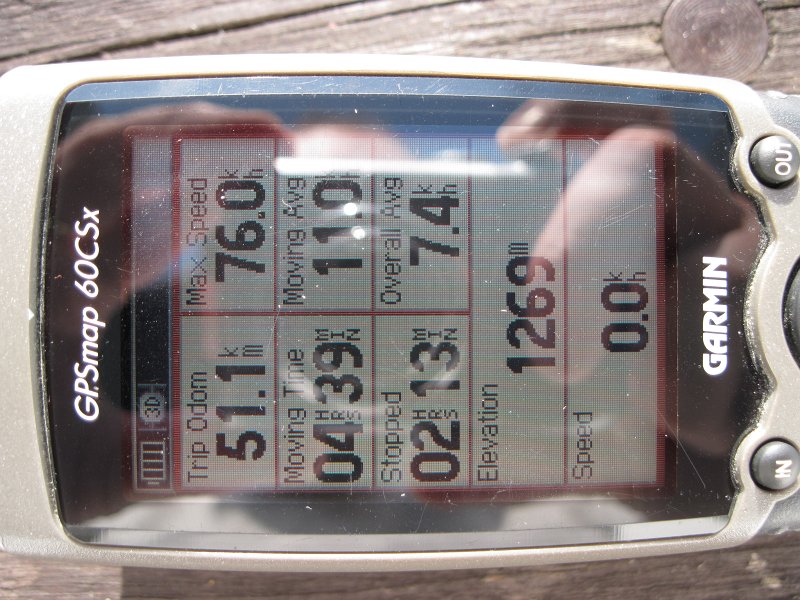 GPSmap 60CSx
3D
Trip Odom Max Speed
51.1 km 76.0 kh
Moving Time Moving Avg
04 HRS 39 MIN 11.0 kh
Stopped Overall Avg
02 HRS 13 MIN 7.4 kh
Elevation
1269 m
Speed
0.0 kh
GARMIN
IN OUT